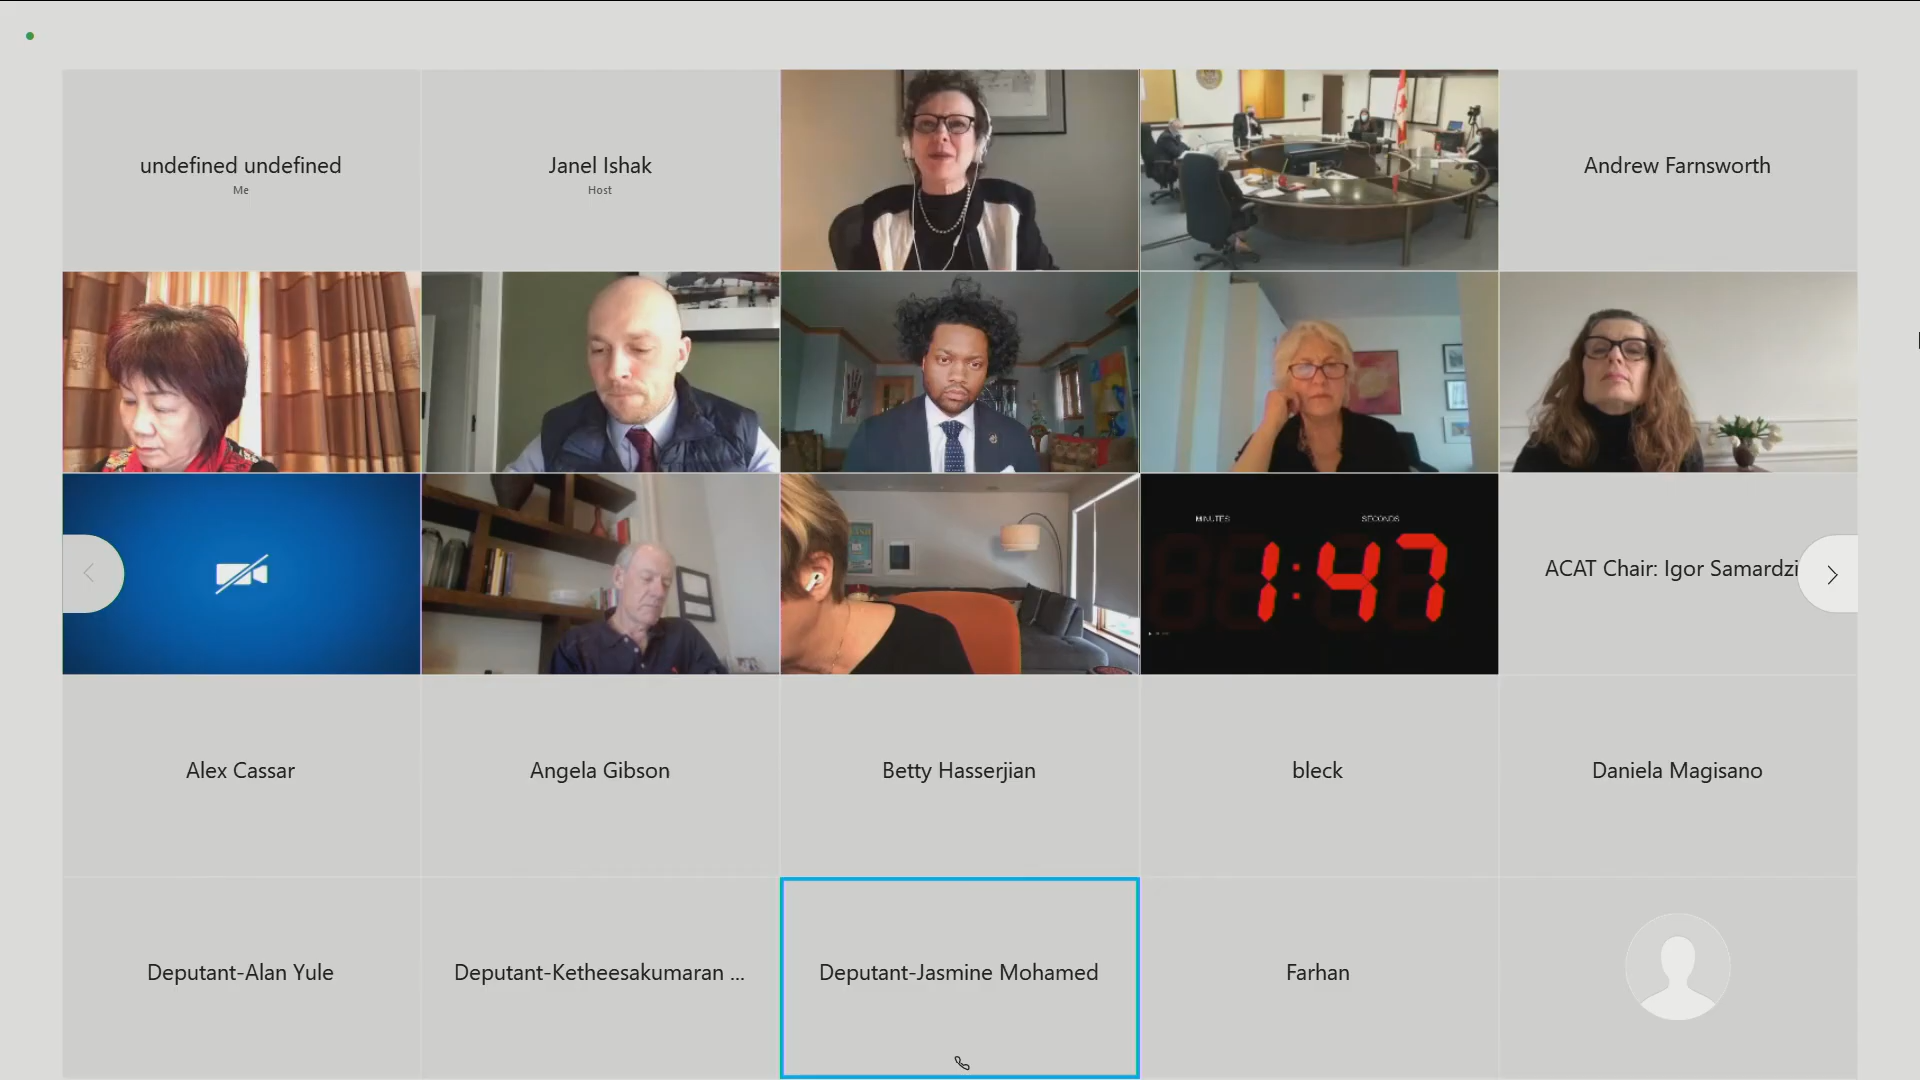 undefined undefined
Me
Janel Ishak
Host
Andrew Farnsworth
MINUTES
SECONDS
1:47
ACAT Chair: Igor Samardzi
Alex Cassar
Angela Gibson
Betty Hasserjian
bleck
Daniela Magisano
Deputant-Alan Yule
Deputant-Ketheesakumaran ...
Deputant-Jasmine Mohamed
Farhan